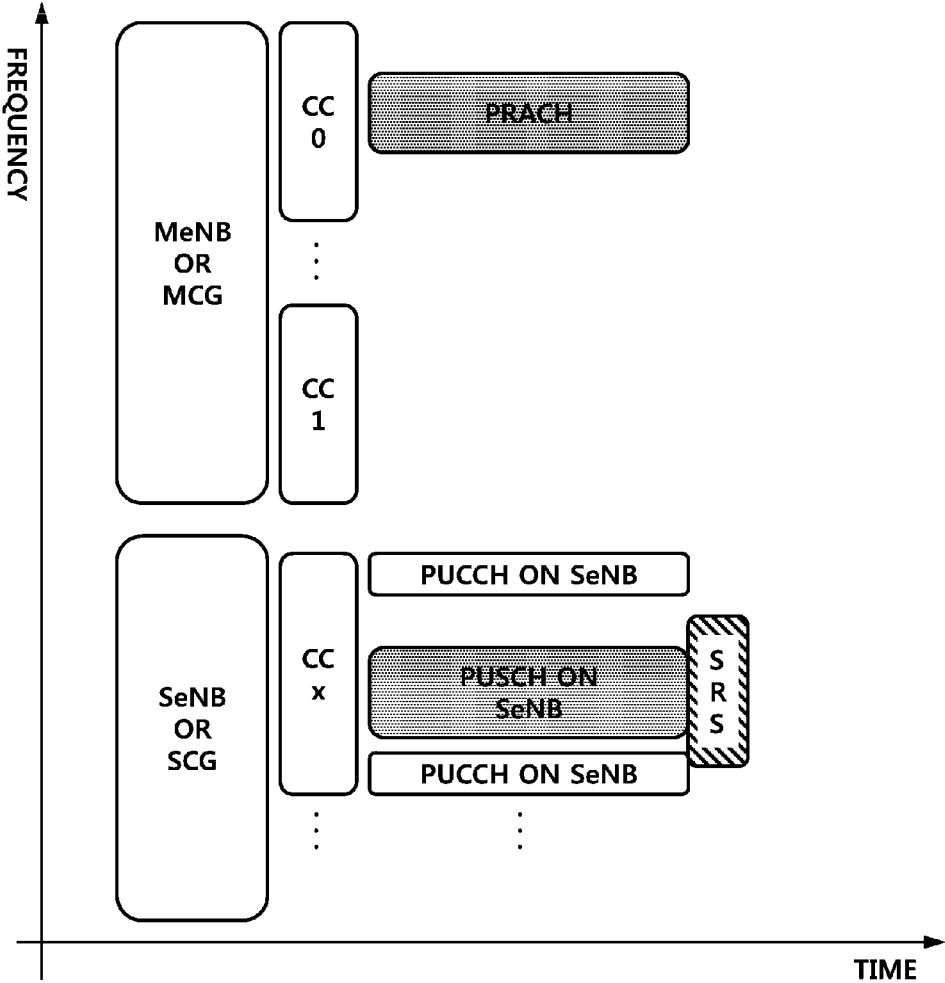 FREQUENCY
MeNB
OR
MCG
CC
0
PRACH
CC
1
SeNB
OR
SCG
CC
x
PUCCH ON SeNB
PUSCH ON
SeNB
PUCCH ON SeNB
S
R
S
TIME